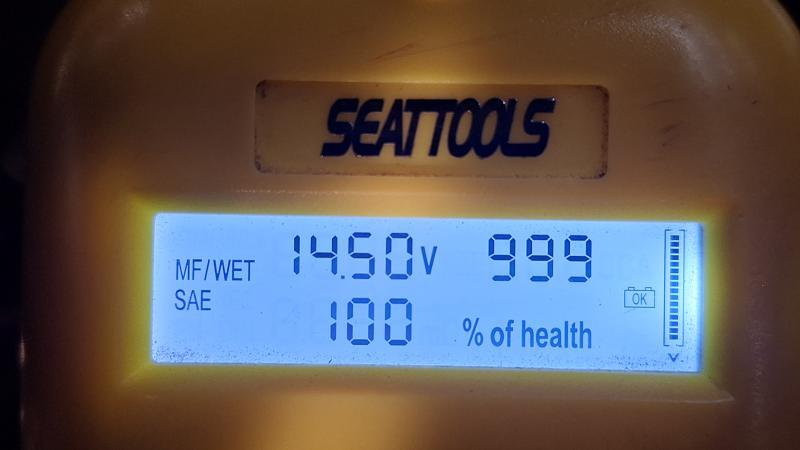 SEATTOOLS
MF/WET 14.50V 999
SAE
OK
100 % of health